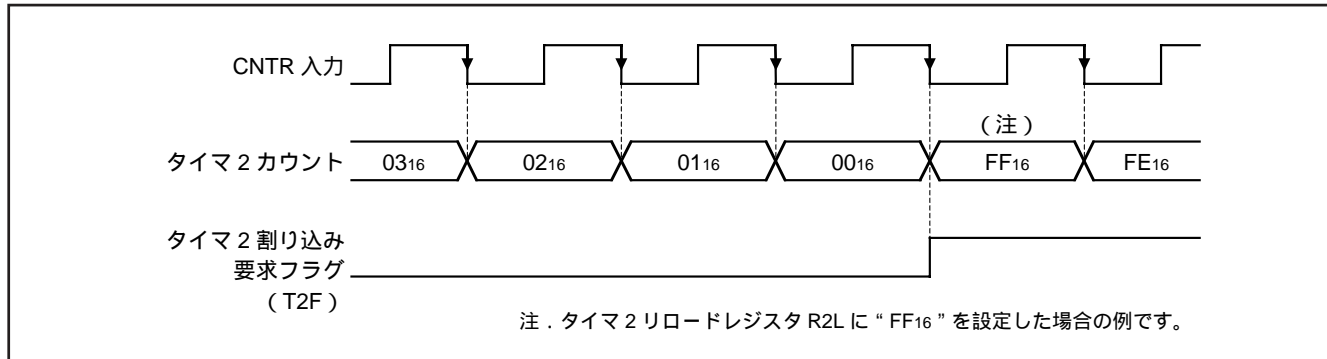 CNTR 入力
(注)
タイマ 2 カウント 0316 0216 0116 0016 FF16 FE16
タイマ 2 割り込み
要求フラグ
(T2F)
注.タイマ 2 リロードレジスタ R2L に “ FF16 ” を設定した場合の例です。